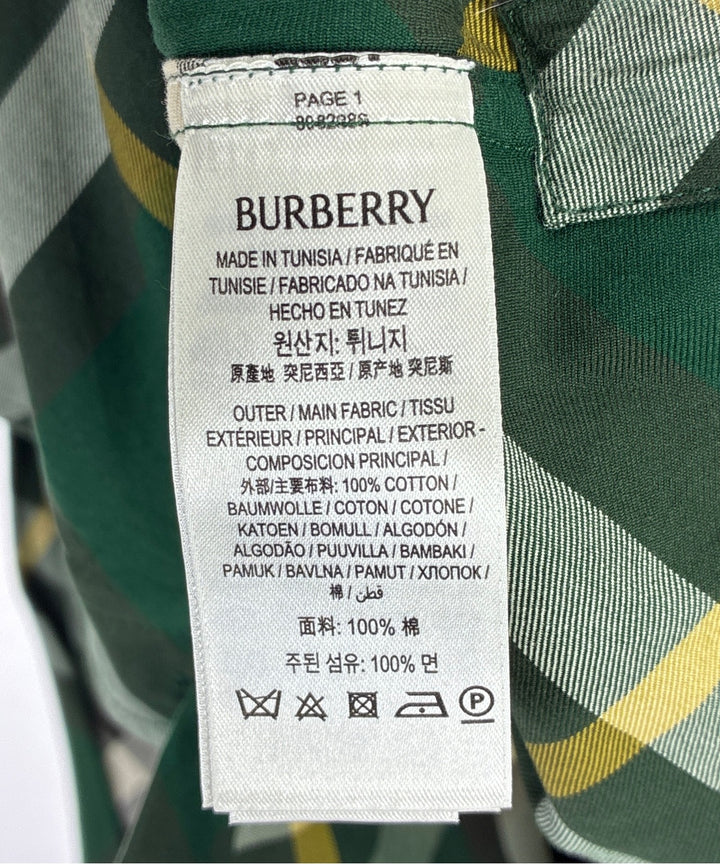 PAGE 1
BURBERRY
MADE IN TUNISIA / FABRIQUÉ EN
TUNISIE / FABRICADO NA TUNISIA /
HECHO EN TUNEZ
원산지: 튀니지
原產地 突尼西亞 / 原产地 突尼斯
OUTER / MAIN FABRIC / TISSU
EXTÉRIEUR / PRINCIPAL / EXTERIOR -
COMPOSICION PRINCIPAL /
外部/主要布料: 100% COTTON /
BAUMWOLLE / COTON / COTONE /
KATOEN / BOMULL / ALGODÓN /
ALGODÃO / PUUVILLA / BAMBAKI /
PAMUK / BAVLNA / PAMUT / ХЛОПОК /
棉 / قطن
面料: 100% 棉
주된 섬유: 100% 면
P